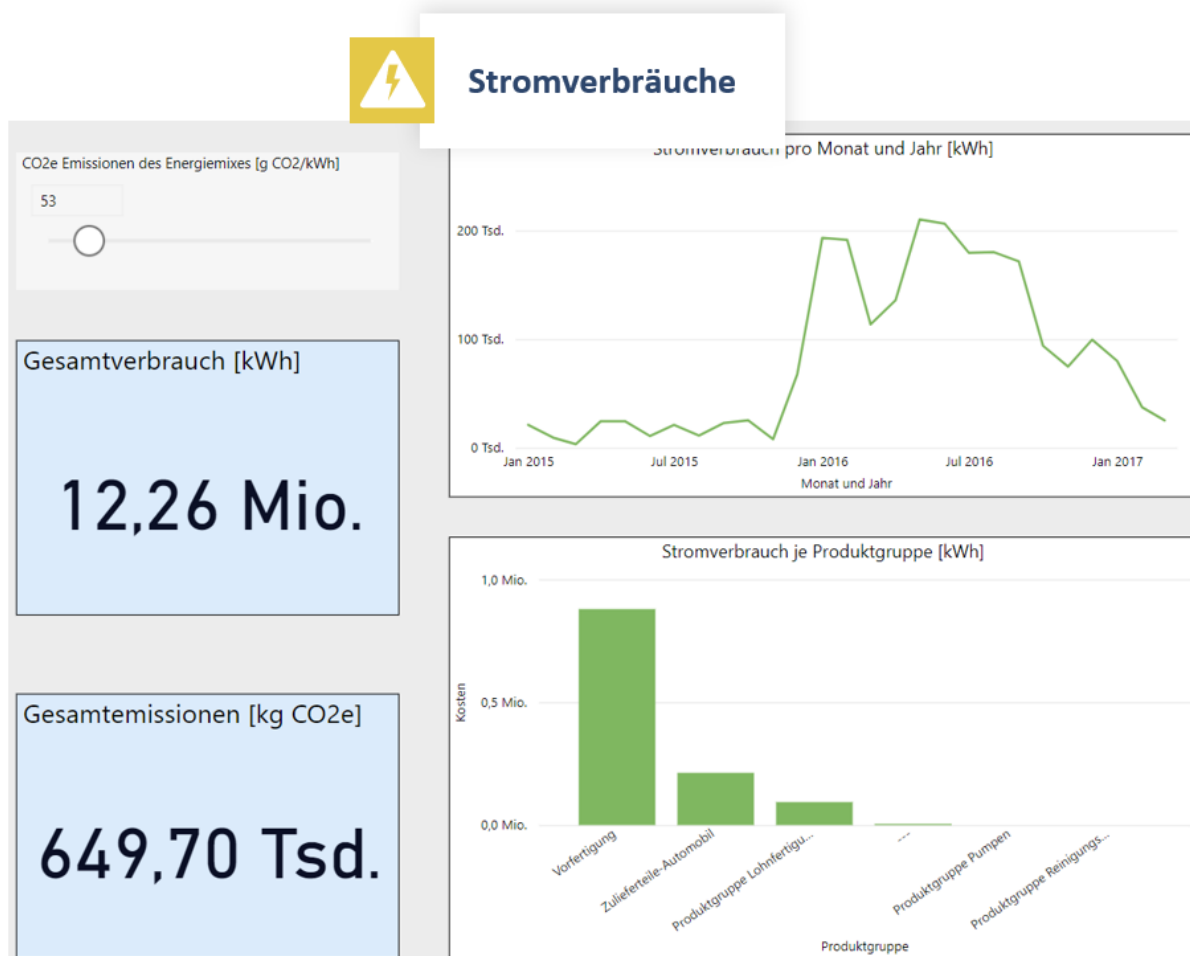 Stromverbräuche
CO2e Emissionen des Energiemixes [g CO2/kWh]
53
Gesamtverbrauch [kWh]
12,26 Mio.
Gesamtemissionen [kg CO2e]
649,70 Tsd.
Stromverbrauch pro Monat und Jahr [kWh]
200 Tsd.
100 Tsd.
0 Tsd.
Jan 2015
Jul 2015
Jan 2016
Jul 2016
Jan 2017
Monat und Jahr
Stromverbrauch je Produktgruppe [kWh]
Kosten
1,0 Mio.
0,5 Mio.
0,0 Mio.
Vorfertigung
Zulieferteile-Automobil
Produktgruppe Lohnfertigu...
---
Produktgruppe Pumpen
Produktgruppe Reinigungs...
Produktgruppe